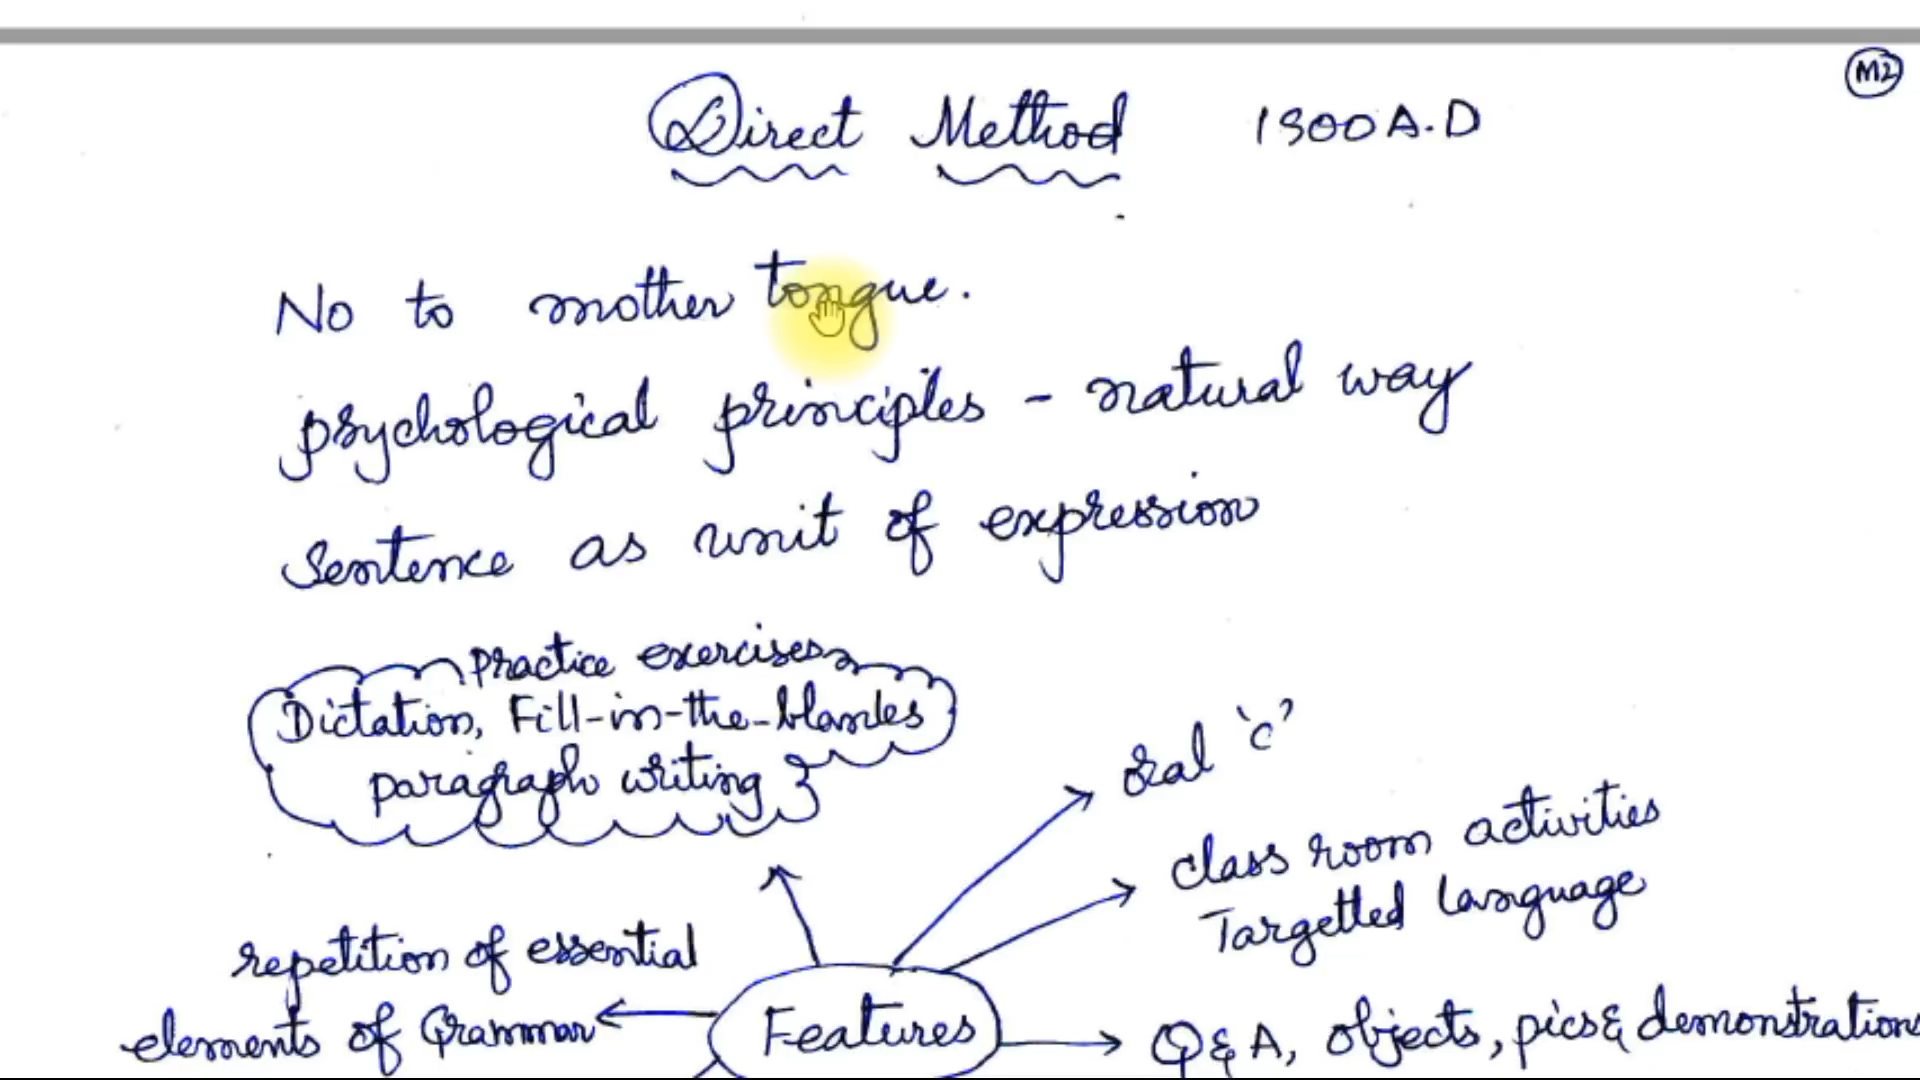 M2
Direct Method 1900 A.D
No to mother tongue.
psychological principles - natural way
Sentence as unit of expression
practice exercises
Dictation, Fill-in-the-blanks
paragraph writing
oral 'c'
class room activities
Targetted language
repetition of essential
elements of Grammar
Features
Q & A, objects, pics & demonstrations